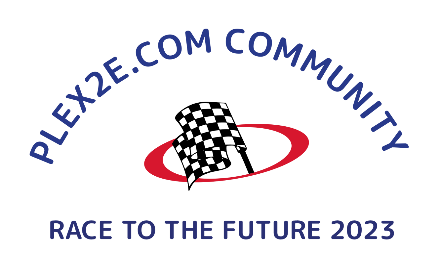 PLEX2E.COM COMMUNITY
RACE TO THE FUTURE 2023